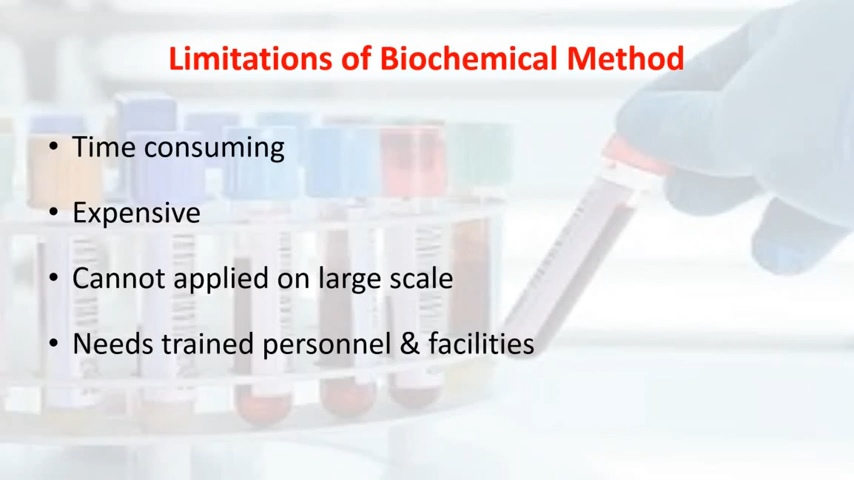 Limitations of Biochemical Method
• Time consuming
• Expensive
• Cannot applied on large scale
• Needs trained personnel & facilities